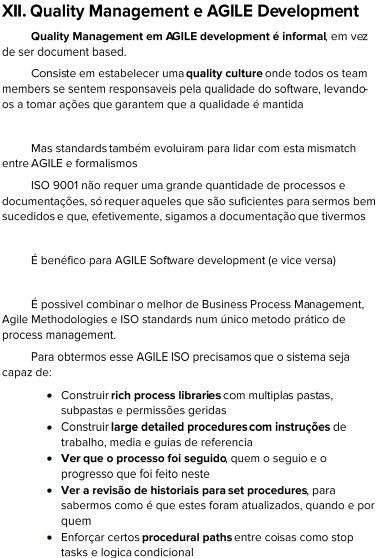 XII. Quality Management e AGILE Development
Quality Management em AGILE development é informal, em vez
de ser document based.
Consiste em estabelecer uma quality culture onde todos os team
members se sentem responsaveis pela qualidade do software, levando-
os a tomar ações que garantem que a qualidade é mantida
Mas standards também evoluiram para lidar com esta mismatch
entre AGILE e formalismos
ISO 9001 não requer uma grande quantidade de processos e
documentações, só requer aqueles que são suficientes para sermos bem
sucedidos e que, efetivemente, sigamos a documentação que tivermos
É benéfico para AGILE Software development (e vice versa)
É possivel combinar o melhor de Business Process Management,
Agile Methodologies e ISO standards num único metodo prático de
process management.
Para obtermos esse AGILE ISO precisamos que o sistema seja
capaz de:
• Construir rich process libraries com multiplas pastas,
subpastas e permissões geridas
• Construir large detailed procedures com instruções de
trabalho, media e guias de referencia
• Ver que o processo foi seguido, quem o seguio e o
progresso que foi feito neste
• Ver a revisão de historiais para set procedures, para
sabermos como é que estes foram atualizados, quando e por
quem
• Enforçar certos procedural paths entre coisas como stop
tasks e logica condicional